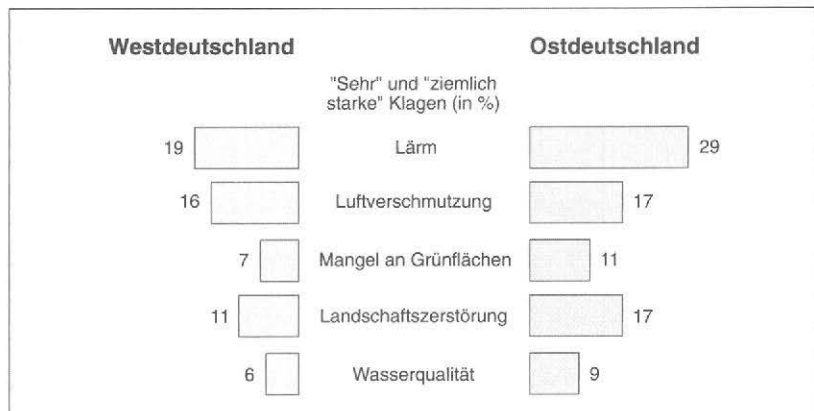 Westdeutschland Ostdeutschland
"Sehr" und "ziemlich
starke" Klagen (in %)
19 Lärm 29
16 Luftverschmutzung 17
7 Mangel an Grünflächen 11
11 Landschaftszerstörung 17
6 Wasserqualität 9